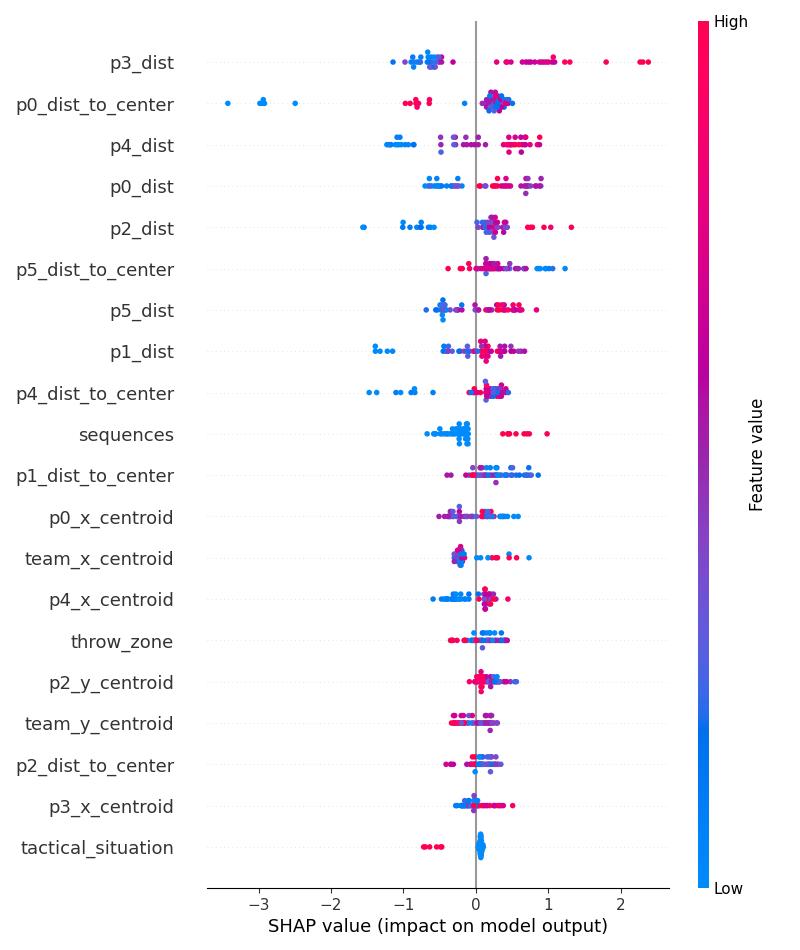 High
p3_dist
p0_dist_to_center
p4_dist
p0_dist
p2_dist
p5_dist_to_center
p5_dist
p1_dist
p4_dist_to_center
sequences
p1_dist_to_center
p0_x_centroid
team_x_centroid
p4_x_centroid
throw_zone
p2_y_centroid
team_y_centroid
p2_dist_to_center
p3_x_centroid
tactical_situation
Feature value
Low
−3 −2 −1 0 1 2
SHAP value (impact on model output)